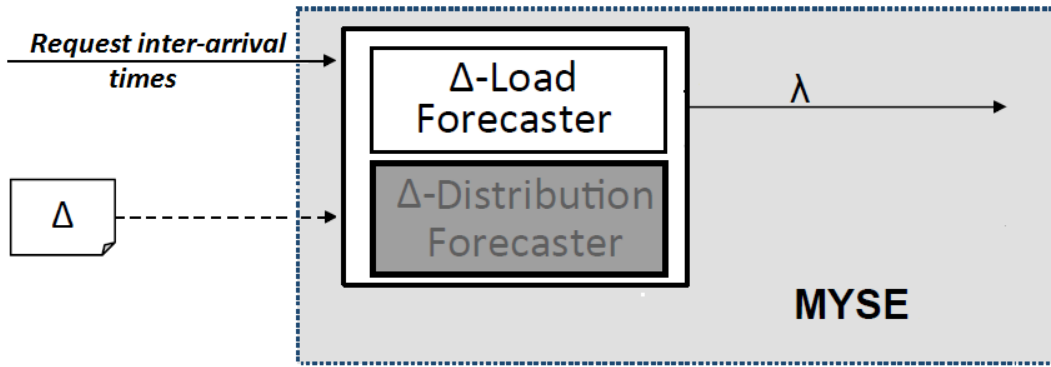 Request inter-arrival
times
Δ-Load
Forecaster
λ
Δ
Δ-Distribution
Forecaster
MYSE